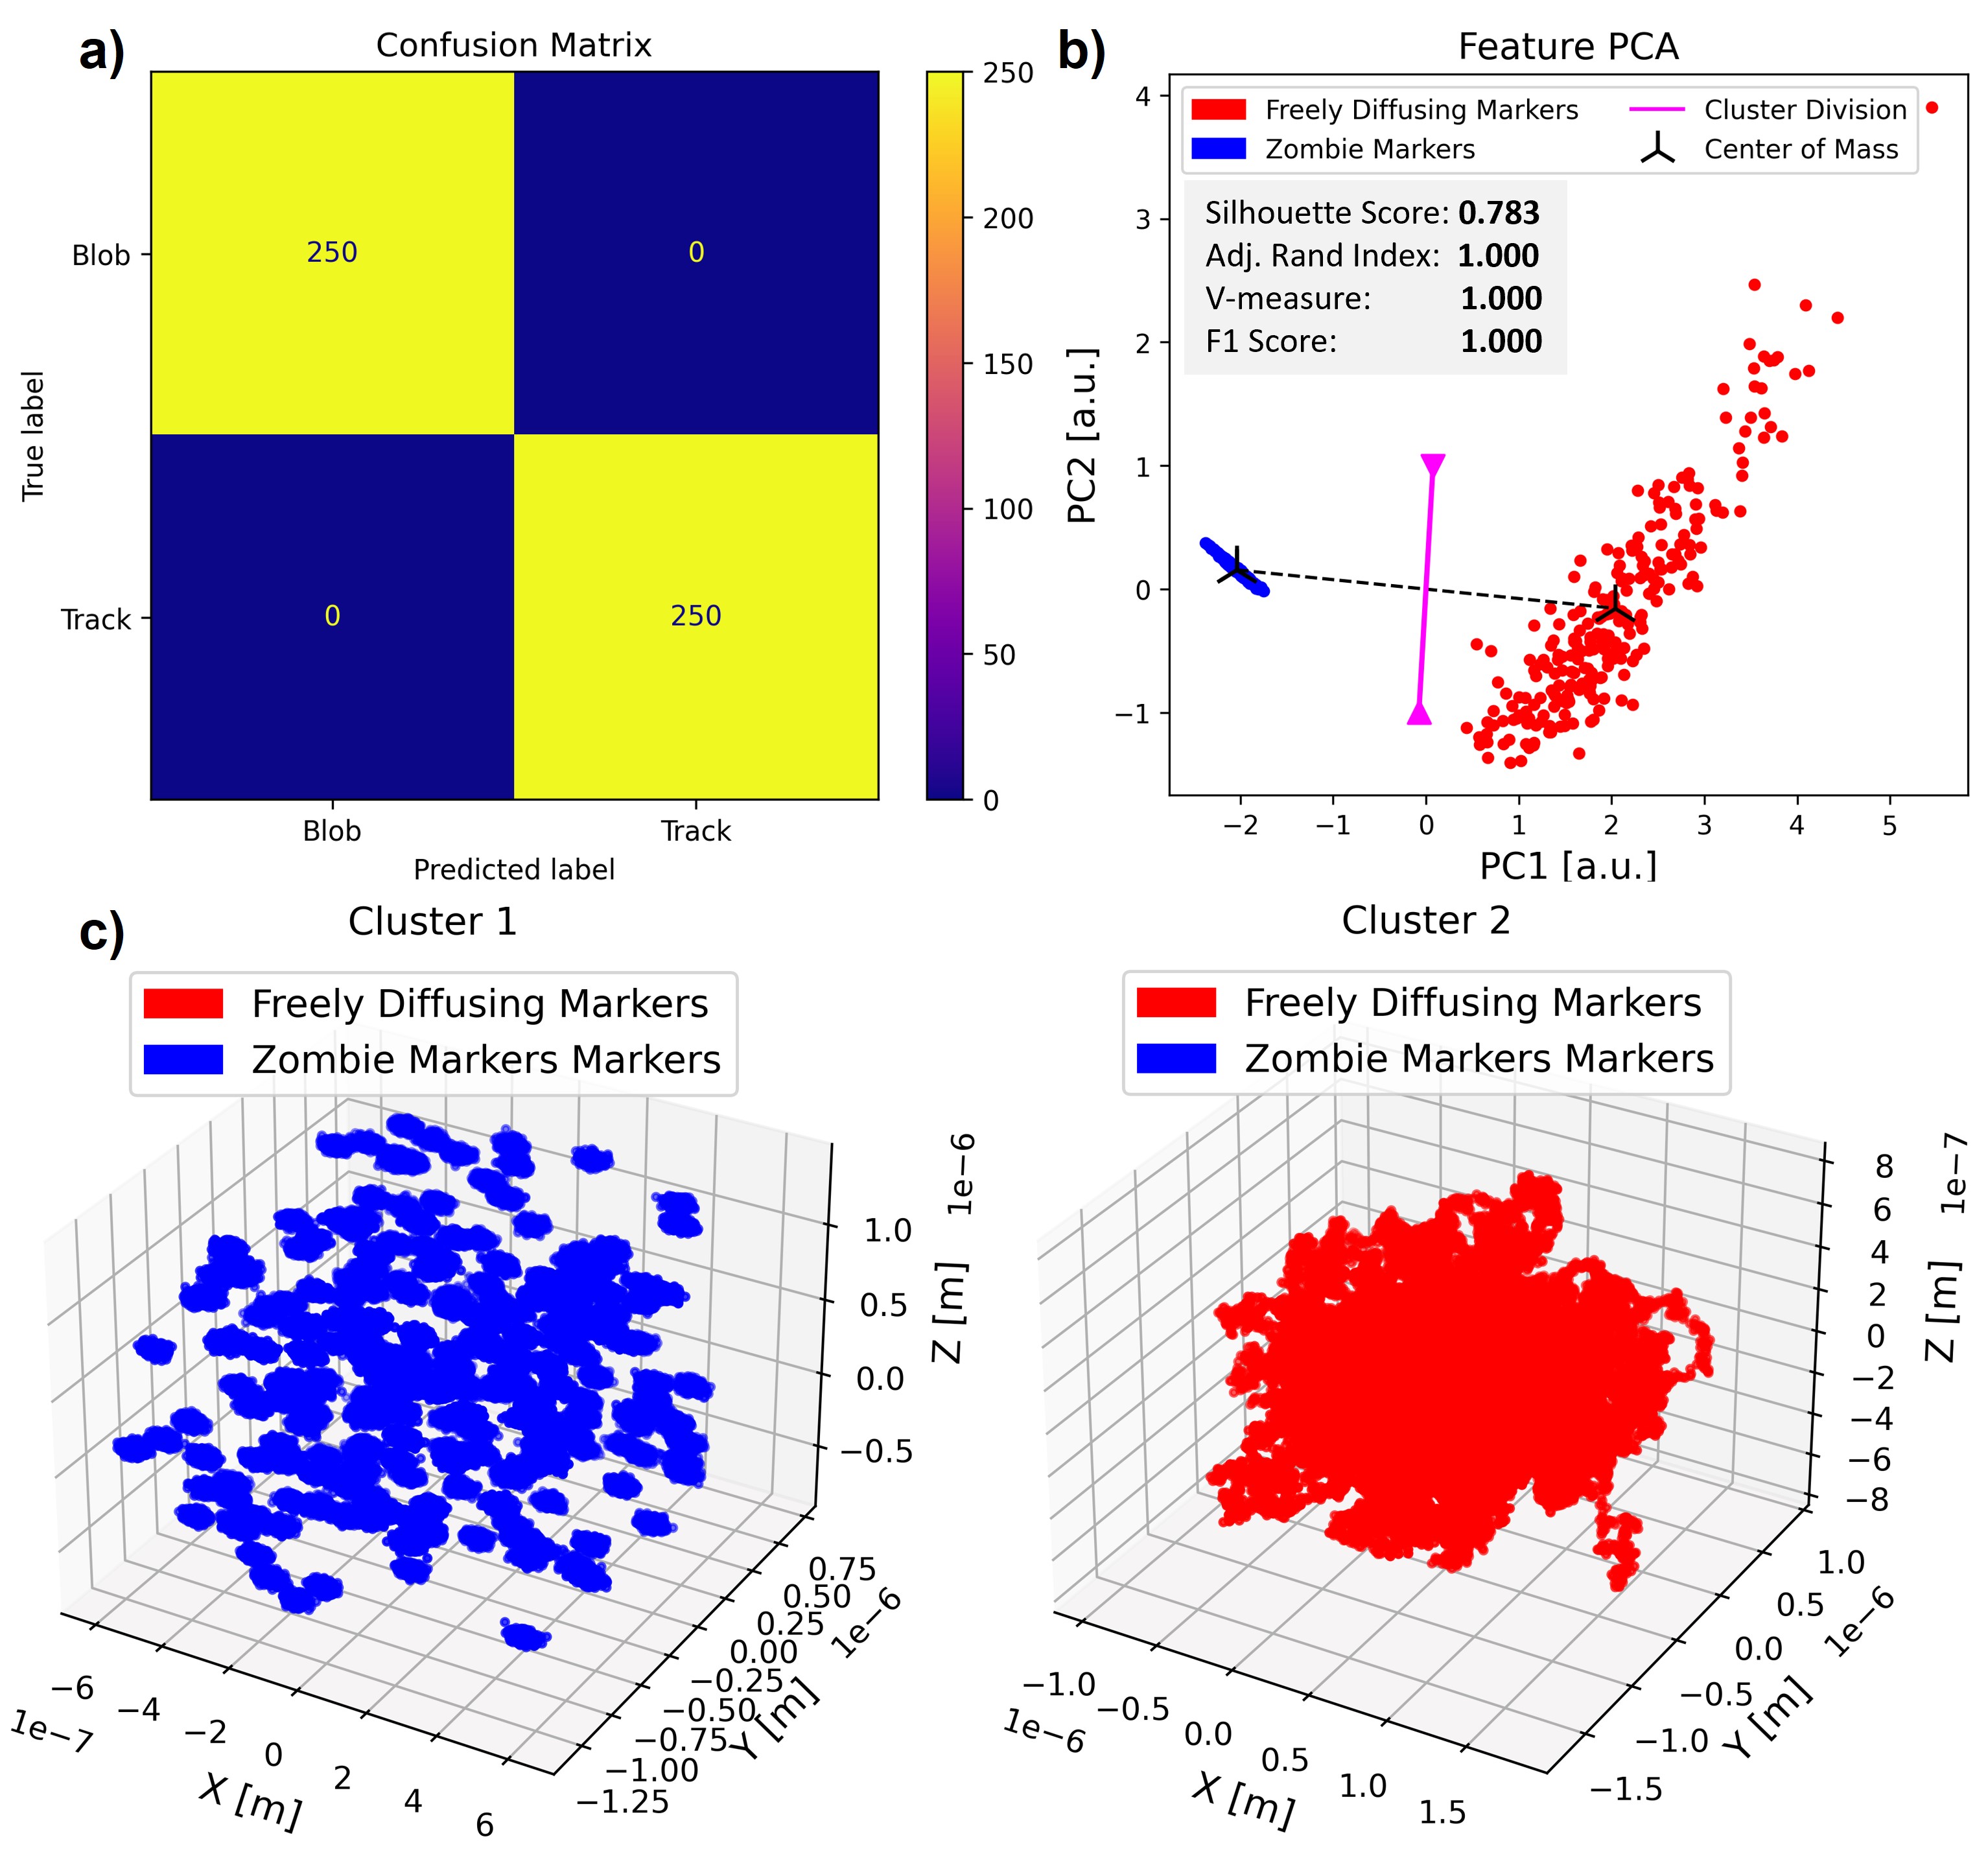 a)
Confusion Matrix
True label
Blob
Track
250
0
0
250
Blob
Track
Predicted label
250
200
150
100
50
0
b)
Feature PCA
Freely Diffusing Markers
Zombie Markers
Cluster Division
Center of Mass
Silhouette Score: 0.783
Adj. Rand Index: 1.000
V-measure: 1.000
F1 Score: 1.000
PC2 [a.u.]
4
3
2
1
0
−1
−2
−1
0
1
2
3
4
5
PC1 [a.u.]
c)
Cluster 1
Freely Diffusing Markers
Zombie Markers Markers
1e−6
Z [m]
1.0
0.5
0.0
−0.5
0.75
0.50
0.25
0.00
−0.25
−0.50
−0.75
−1.00
−1.25
1e−6
Y [m]
−6
−4
−2
0
2
4
6
1e−7
X [m]
Cluster 2
Freely Diffusing Markers
Zombie Markers Markers
1e−7
Z [m]
8
6
4
2
0
−2
−4
−6
−8
1.0
0.5
0.0
−0.5
−1.0
−1.5
1e−6
Y [m]
−1.0
−0.5
0.0
0.5
1.0
1.5
1e−6
X [m]